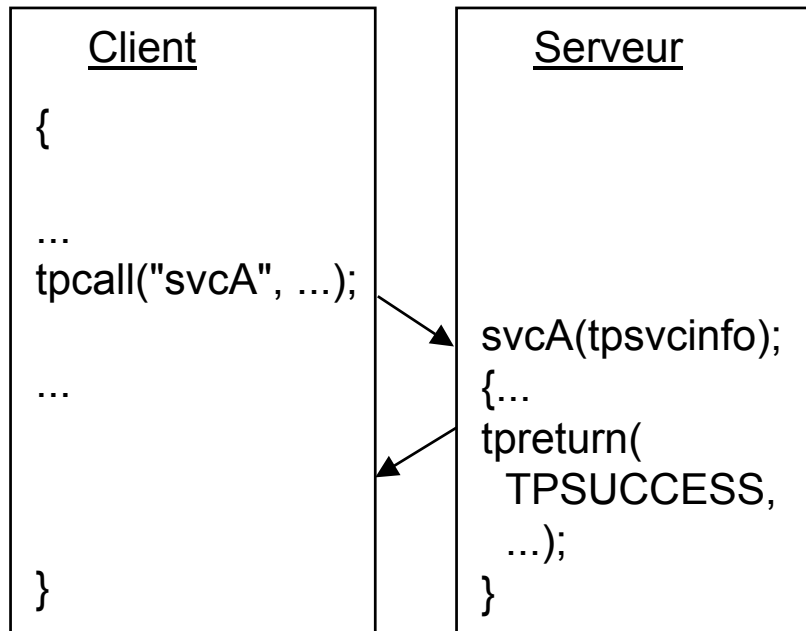 Client
{
...
tpcall("svcA", ...);
...
}
Serveur
svcA(tpsvcinfo);
{...
tpreturn(
TPSUCCESS,
...);
}